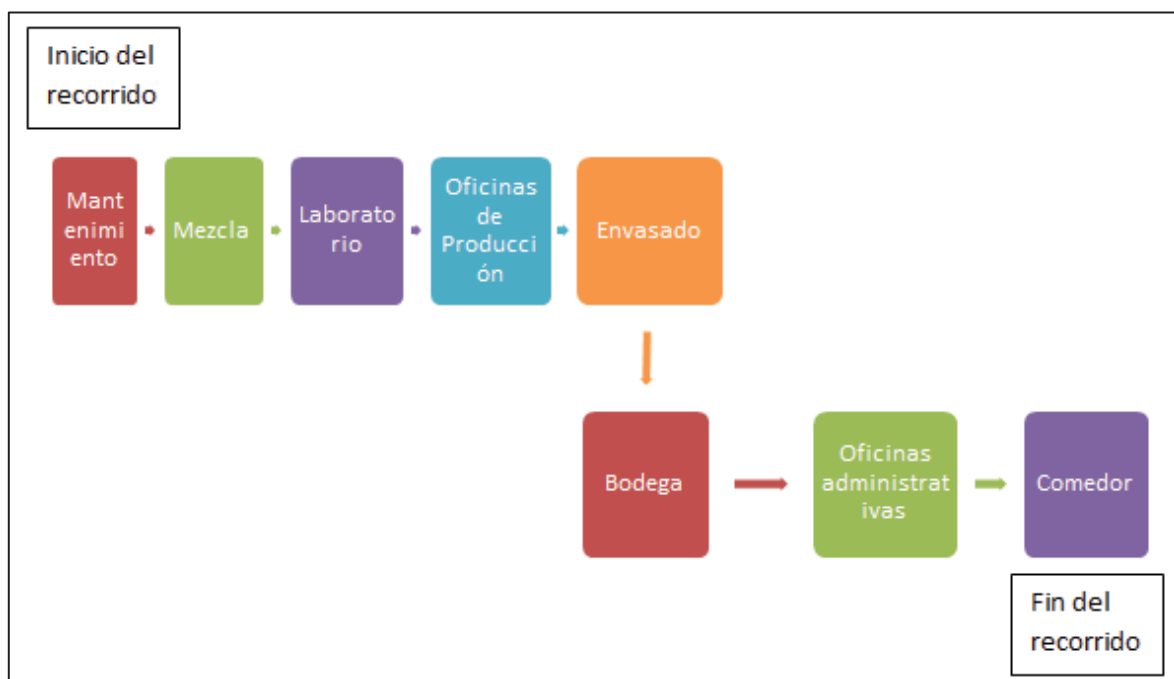 Inicio del
recorrido
Mant
enimi
ento
Mezcla
Laborato
rio
Oficinas
de
Producci
ón
Envasado
Bodega
Oficinas
administrat
ivas
Comedor
Fin del
recorrido